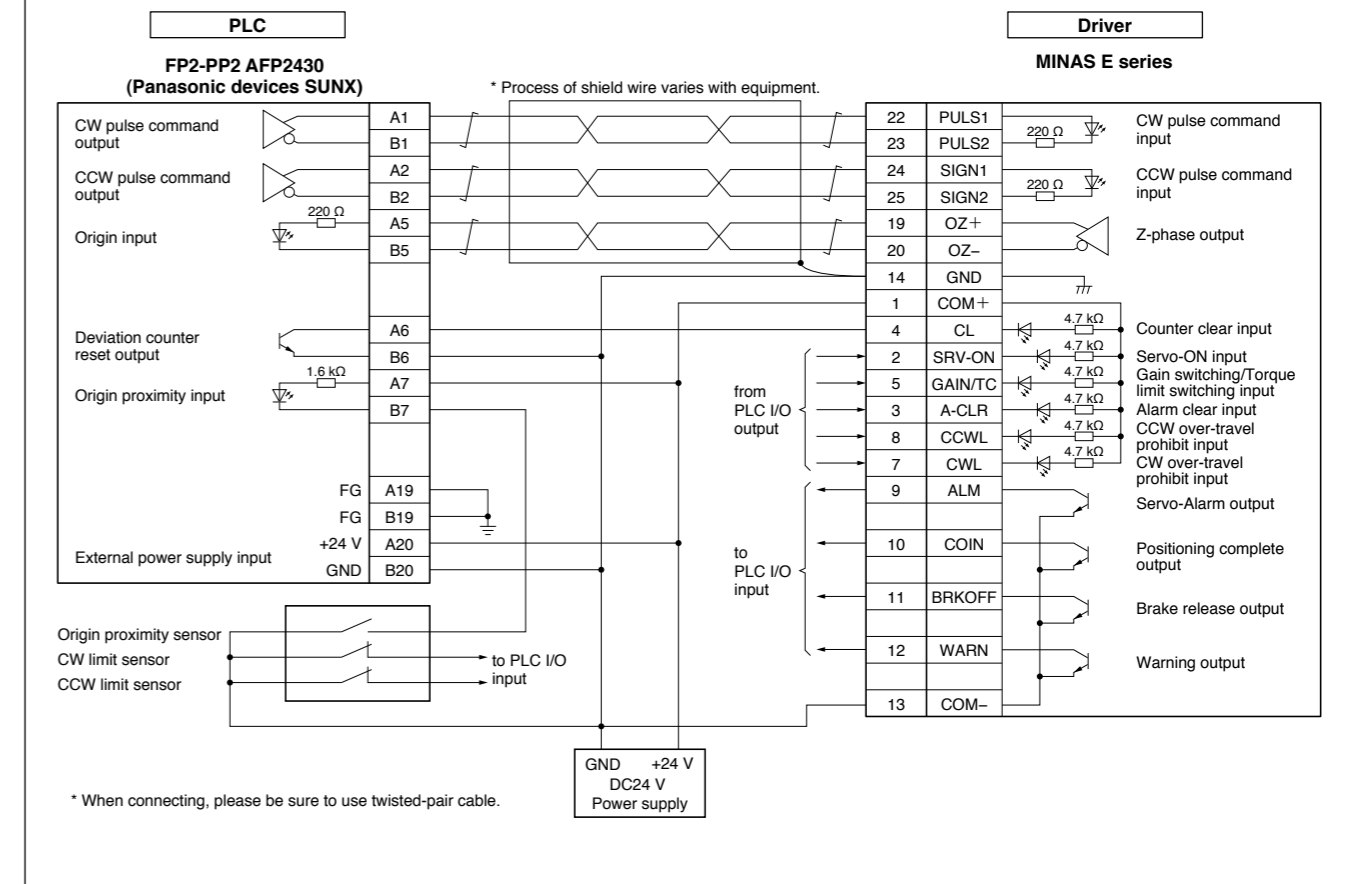 PLC
Driver
FP2-PP2 AFP2430
(Panasonic devices SUNX)
MINAS E series
* Process of shield wire varies with equipment.
CW pulse command
output
A1
B1
22 PULS1
23 PULS2
220 Ω
CW pulse command
input
CCW pulse command
output
A2
B2
24 SIGN1
25 SIGN2
220 Ω
CCW pulse command
input
Origin input
220 Ω
A5
B5
19 OZ+
20 OZ−
Z-phase output
14 GND
1 COM+
Deviation counter
reset output
A6
B6
4 CL
4.7 kΩ
Counter clear input
2 SRV-ON
4.7 kΩ
Servo-ON input
Origin proximity input
1.6 kΩ
A7
B7
from
PLC I/O
output
5 GAIN/TC
4.7 kΩ
Gain switching/Torque
limit switching input
3 A-CLR
4.7 kΩ
Alarm clear input
8 CCWL
4.7 kΩ
CCW over-travel
prohibit input
7 CWL
4.7 kΩ
CW over-travel
prohibit input
FG A19
FG B19
External power supply input
+24 V A20
GND B20
to
PLC I/O
input
9 ALM
Servo-Alarm output
10 COIN
Positioning complete
output
11 BRKOFF
Brake release output
12 WARN
Warning output
13 COM−
Origin proximity sensor
CW limit sensor
CCW limit sensor
to PLC I/O
input
GND +24 V
DC24 V
Power supply
* When connecting, please be sure to use twisted-pair cable.